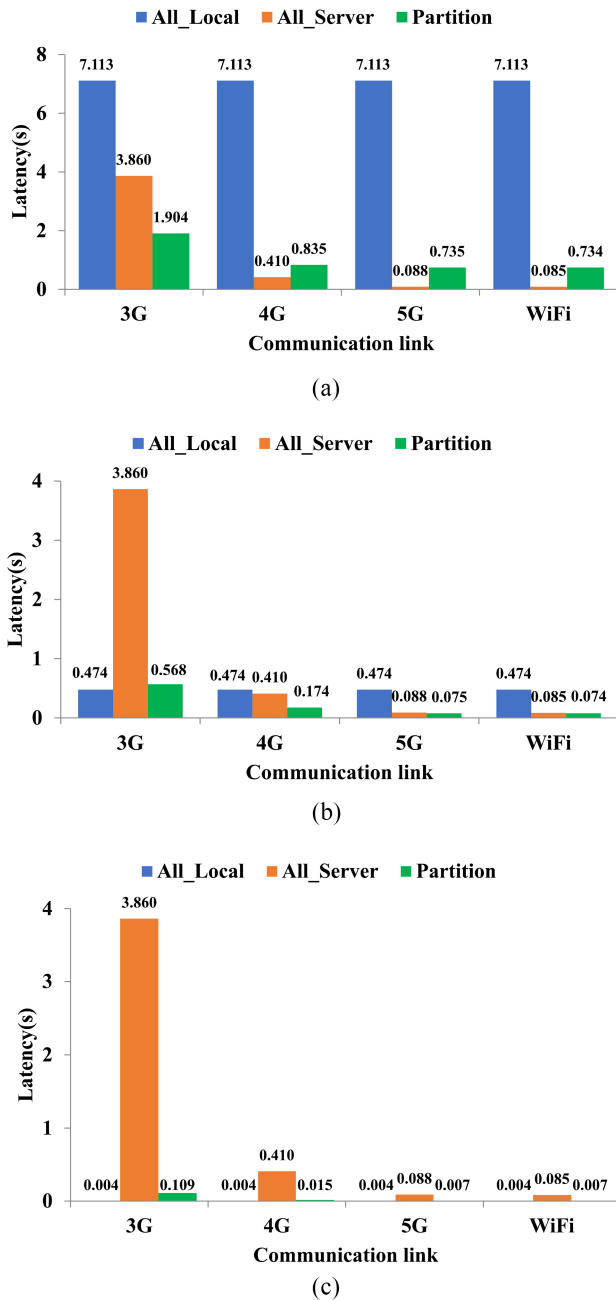 All_Local All_Server Partition
8
7.113 7.113 7.113 7.113
6
3.860
4
1.904
2
0.410 0.835 0.088 0.735 0.085 0.734
0
Latency(s)
3G 4G 5G WiFi
Communication link
(a)
All_Local All_Server Partition
4
3.860
3
2
1
0.474 0.568 0.474 0.410 0.174 0.474 0.088 0.075 0.474 0.085 0.074
0
Latency(s)
3G 4G 5G WiFi
Communication link
(b)
All_Local All_Server Partition
4
3.860
3
2
1
0.410
0.004 0.109 0.004 0.015 0.004 0.088 0.007 0.004 0.085 0.007
0
Latency(s)
3G 4G 5G WiFi
Communication link
(c)